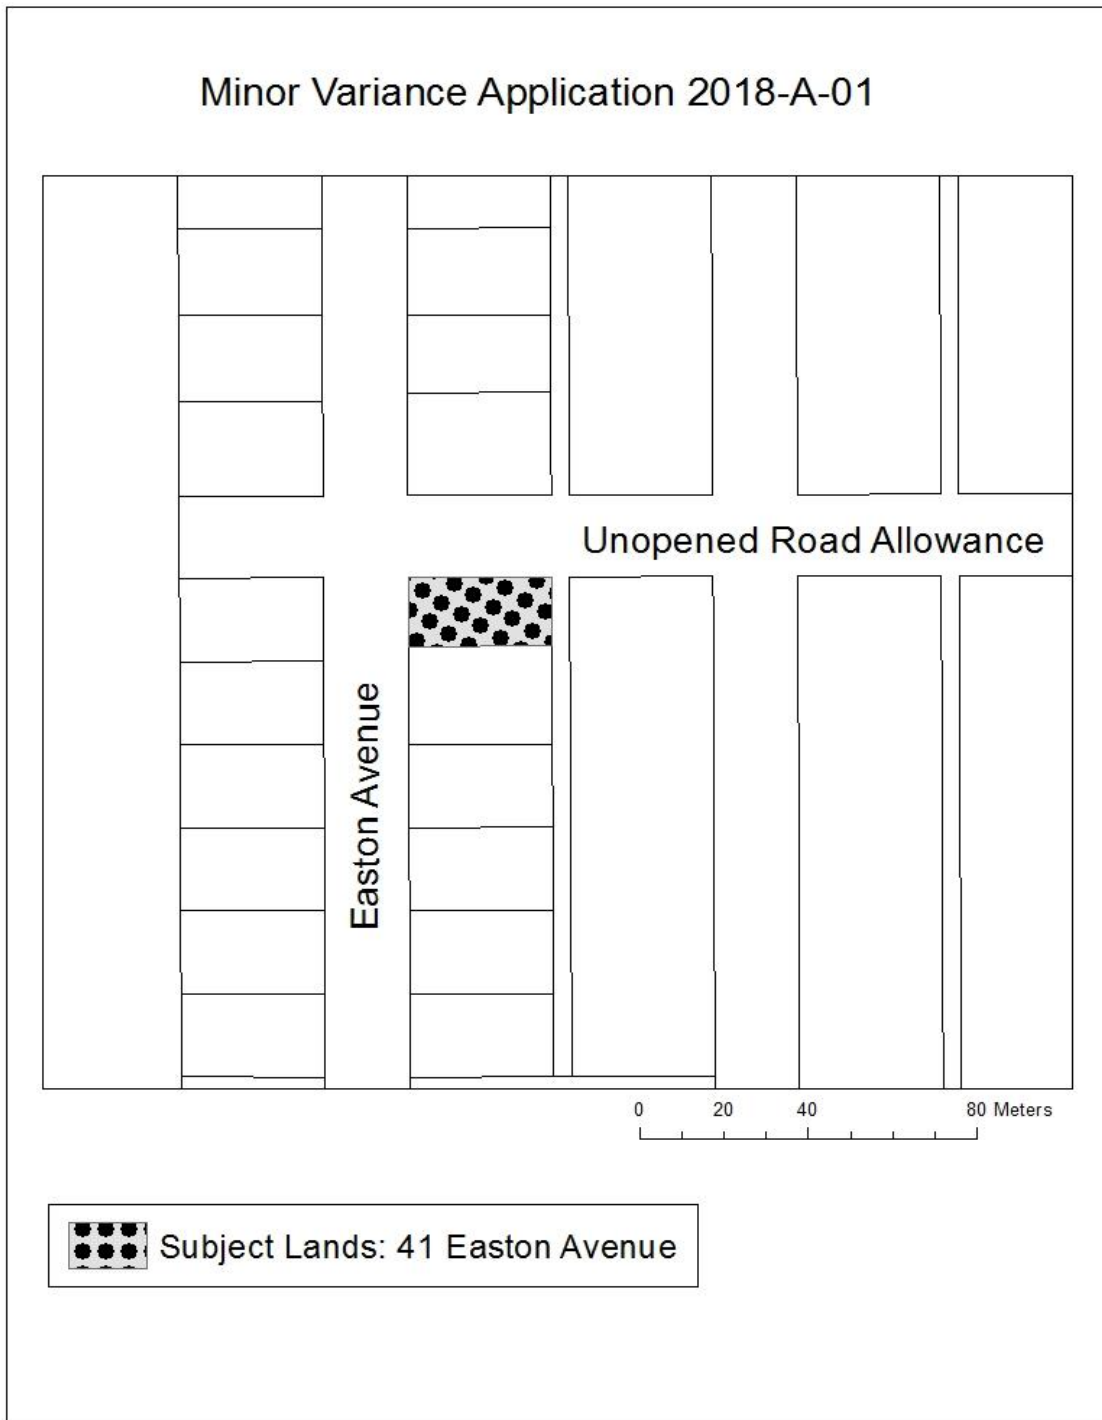 Minor Variance Application 2018-A-01
Unopened Road Allowance
Easton Avenue
0 20 40 80 Meters
Subject Lands: 41 Easton Avenue